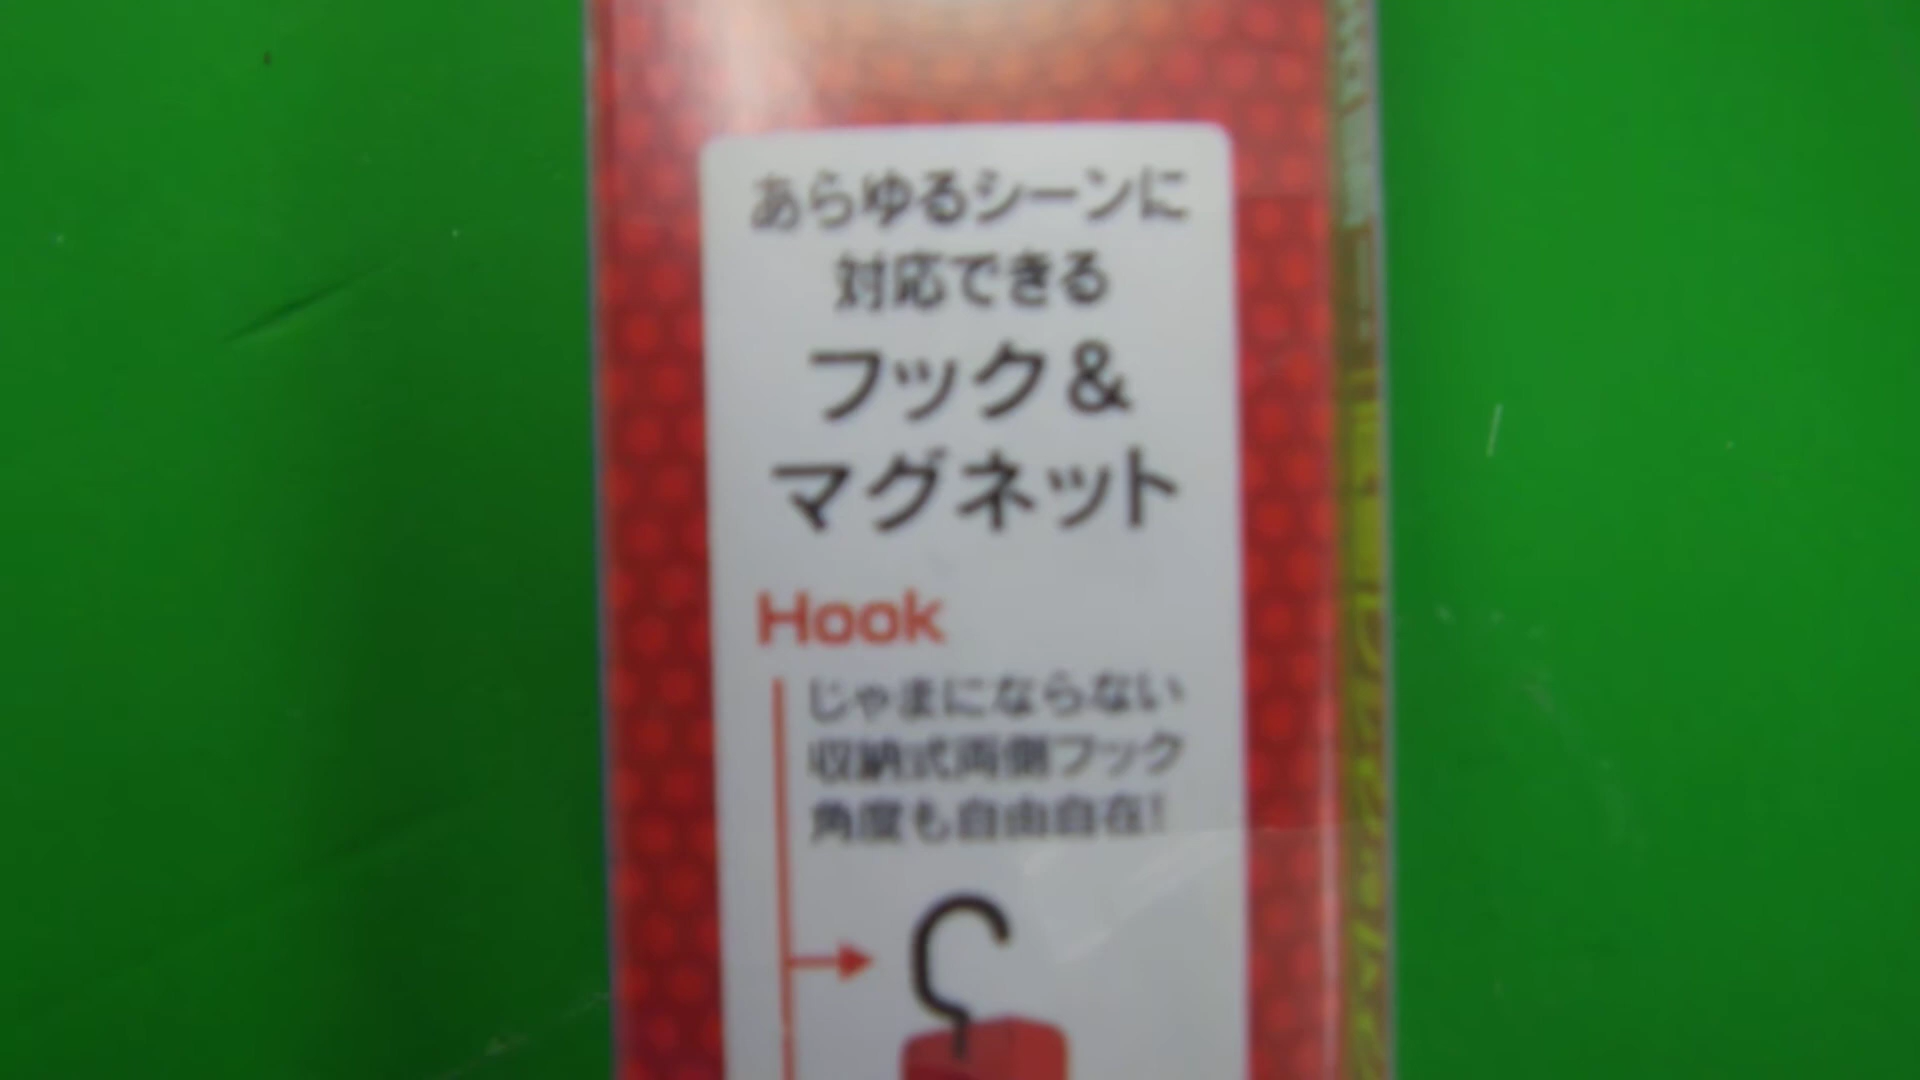 あらゆるシーンに
対応できる
フック&
マグネット
Hook
じゃまにならない
収納式両側フック
角度も自由自在!